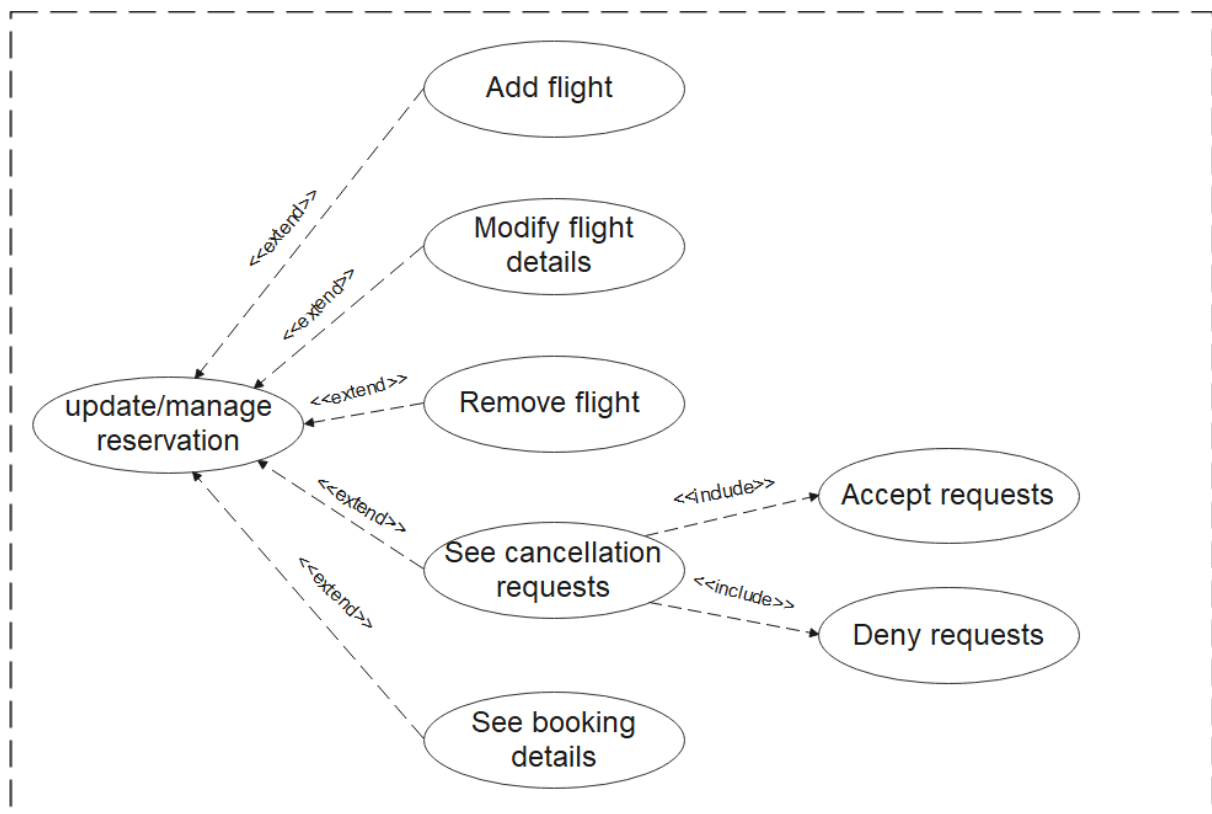 Add flight
<<extend>>
Modify flight
details
<<extend>>
Remove flight
<<extend>>
update/manage
reservation
<<extend>>
See cancellation
requests
<<include>>
Accept requests
<<include>>
Deny requests
<<extend>>
See booking
details